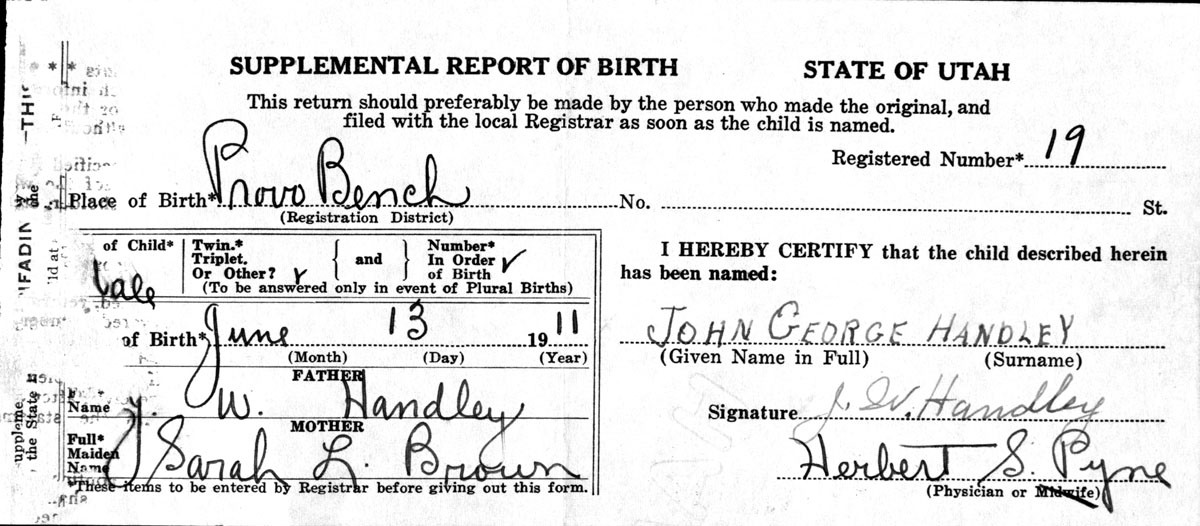 SUPPLEMENTAL REPORT OF BIRTH STATE OF UTAH
This return should preferably be made by the person who made the original, and
filed with the local Registrar as soon as the child is named.
Registered Number* 19
Place of Birth* Provo Bench No. St.
(Registration District)
of Child* Twin.* Triplet. Or Other? and Number* In Order of Birth
(To be answered only in event of Plural Births)
of Birth* June 13 1911
(Month) (Day) (Year)
FATHER
Name J. W. Handley
MOTHER
Full* Maiden Name Sarah L. Brown
*These items to be entered by Registrar before giving out this form.
I HEREBY CERTIFY that the child described herein
has been named:
JOHN GEORGE HANDLEY
(Given Name in Full) (Surname)
Signature J. W. Handley
Herbert S. Pyne
(Physician or Midwife)